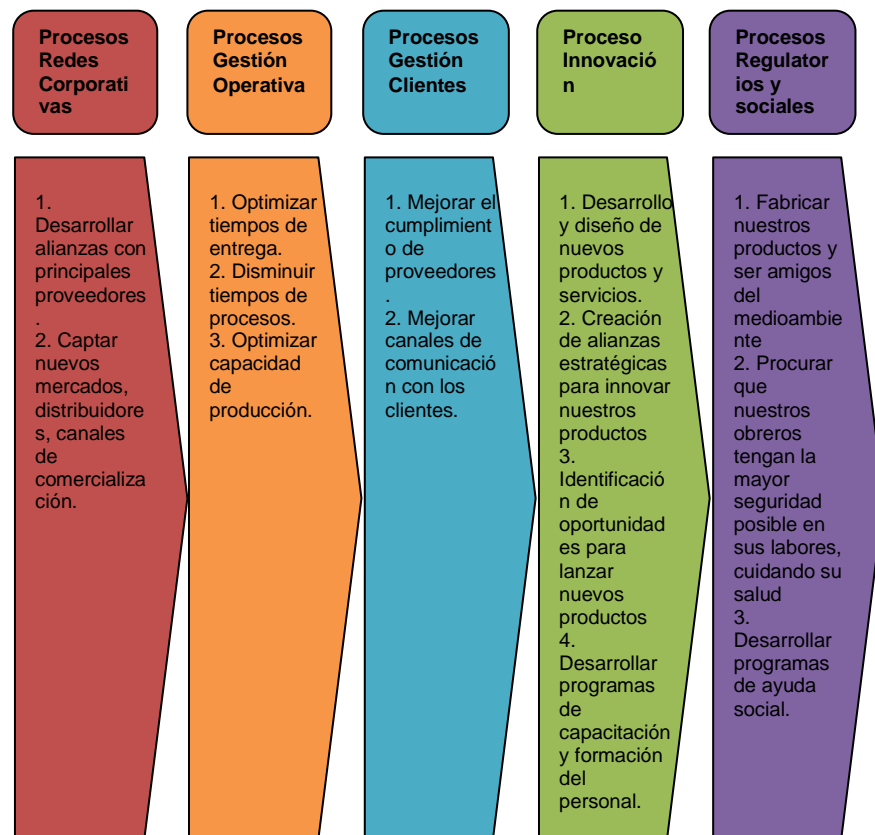 Procesos
Redes
Corporati
vas
Procesos
Gestión
Operativa
Procesos
Gestión
Clientes
Proceso
Innovació
n
Procesos
Regulator
ios y
sociales
1.
Desarrollar
alianzas con
principales
proveedores
.
2. Captar
nuevos
mercados,
distribuidore
s, canales
de
comercializa
ción.
1. Optimizar
tiempos de
entrega.
2. Disminuir
tiempos de
procesos.
3. Optimizar
capacidad
de
producción.
1. Mejorar el
cumplimient
o de
proveedores
.
2. Mejorar
canales de
comunicació
n con los
clientes.
1. Desarrollo
y diseño de
nuevos
productos y
servicios.
2. Creación
de alianzas
estratégicas
para innovar
nuestros
productos
3.
Identificació
n de
oportunidad
es para
lanzar
nuevos
productos
4.
Desarrollar
programas
de
capacitación
y formación
del
personal.
1. Fabricar
nuestros
productos y
ser amigos
del
medioambie
nte
2. Procurar
que
nuestros
obreros
tengan la
mayor
seguridad
posible en
sus labores,
cuidando su
salud
3.
Desarrollar
programas
de ayuda
social.